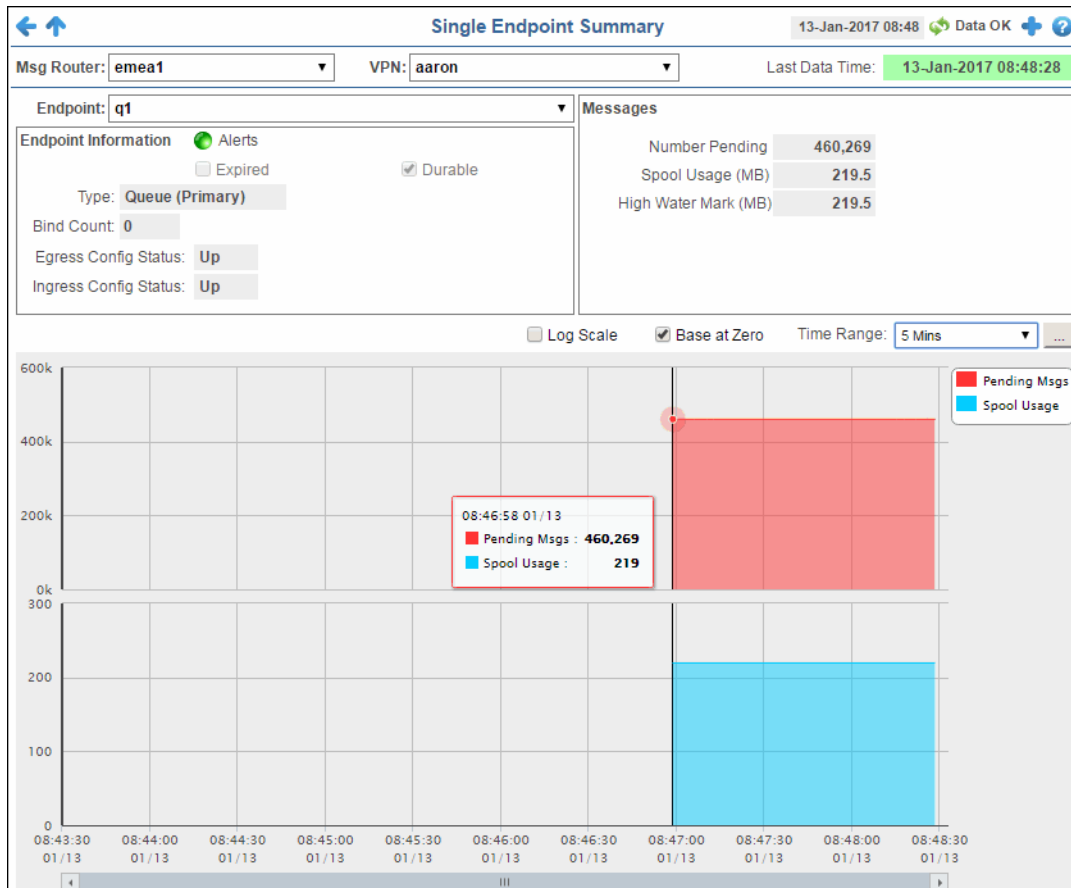 Single Endpoint Summary
13-Jan-2017 08:48 Data OK
Msg Router: emea1 VPN: aaron Last Data Time: 13-Jan-2017 08:48:28
Endpoint: q1
Endpoint Information Alerts
Expired Durable
Type: Queue (Primary)
Bind Count: 0
Egress Config Status: Up
Ingress Config Status: Up
Messages
Number Pending 460,269
Spool Usage (MB) 219.5
High Water Mark (MB) 219.5
Log Scale Base at Zero Time Range: 5 Mins ...
600k
400k
200k
0k
Pending Msgs
Spool Usage
08:46:58 01/13
Pending Msgs : 460,269
Spool Usage : 219
300
200
100
0
08:43:30 08:44:00 08:44:30 08:45:00 08:45:30 08:46:00 08:46:30 08:47:00 08:47:30 08:48:00 08:48:30
01/13 01/13 01/13 01/13 01/13 01/13 01/13 01/13 01/13 01/13 01/13